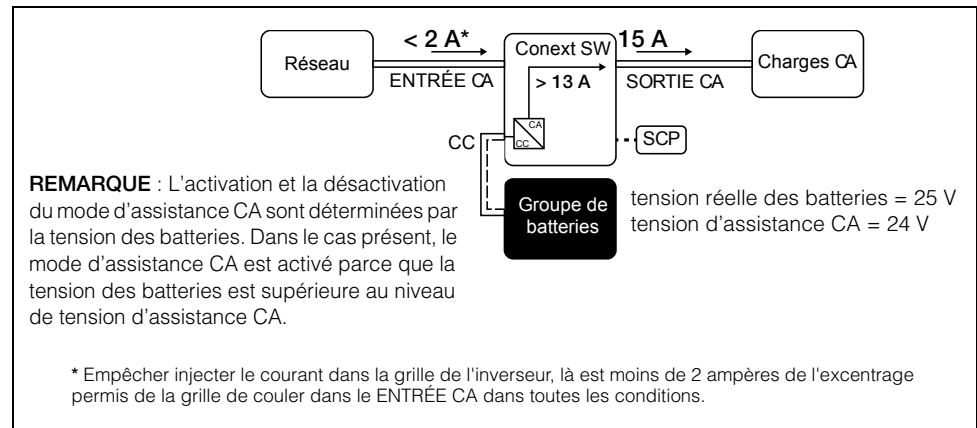 Réseau
< 2 A*
ENTRÉE CA
Conext SW
> 13 A
CA
CC
15 A
SORTIE CA
Charges CA
CC
SCP
Groupe de
batteries
tension réelle des batteries = 25 V
tension d'assistance CA = 24 V
REMARQUE : L'activation et la désactivation
du mode d'assistance CA sont déterminées par
la tension des batteries. Dans le cas présent, le
mode d'assistance CA est activé parce que la
tension des batteries est supérieure au niveau
de tension d'assistance CA.
* Empêcher injecter le courant dans la grille de l'inverseur, là est moins de 2 ampères de l'excentrage
permis de la grille de couler dans le ENTRÉE CA dans toutes les conditions.